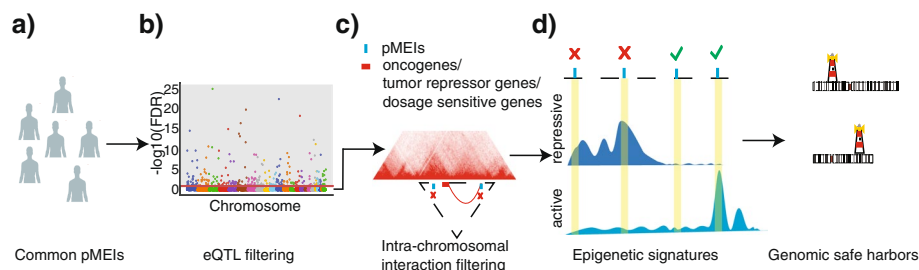 a)
b)
c)
d)
pMEIs
oncogenes/
tumor repressor genes/
dosage sensitive genes
-log10(FDR)
25
20
15
10
5
0
Chromosome
repressive
active
Common pMEIs
eQTL filtering
Intra-chromosomal
interaction filtering
Epigenetic signatures
Genomic safe harbors